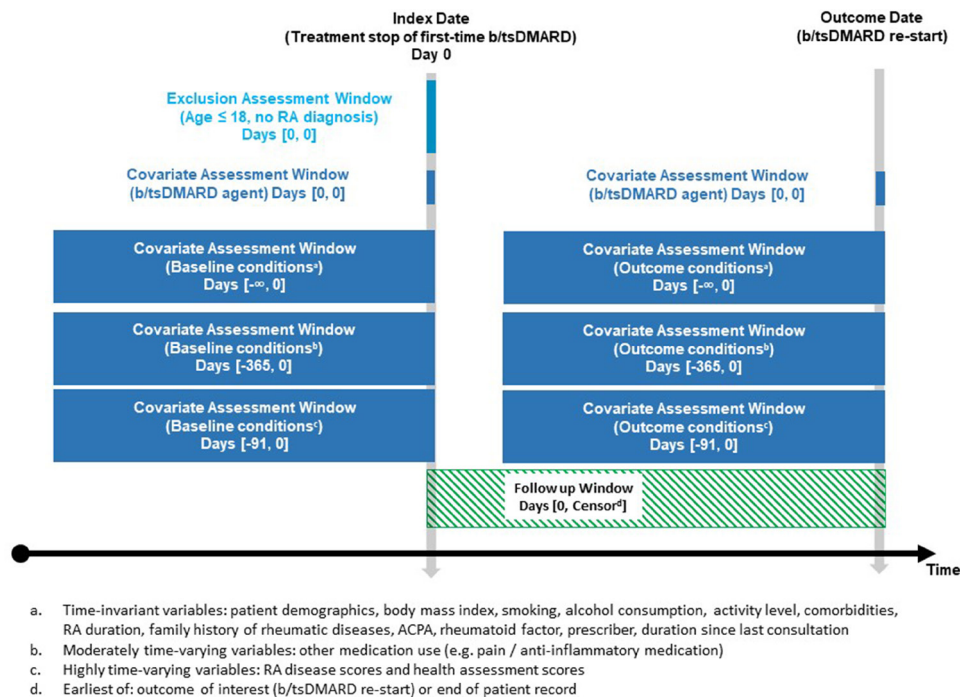 Index Date
(Treatment stop of first-time b/tsDMARD)
Day 0
Outcome Date
(b/tsDMARD re-start)
Exclusion Assessment Window
(Age ≤ 18, no RA diagnosis)
Days [0, 0]
Covariate Assessment Window
(b/tsDMARD agent) Days [0, 0]
Covariate Assessment Window
(b/tsDMARD agent) Days [0, 0]
Covariate Assessment Window
(Baseline conditionsᵃ)
Days [-∞, 0]
Covariate Assessment Window
(Outcome conditionsᵃ)
Days [-∞, 0]
Covariate Assessment Window
(Baseline conditionsᵇ)
Days [-365, 0]
Covariate Assessment Window
(Outcome conditionsᵇ)
Days [-365, 0]
Covariate Assessment Window
(Baseline conditionsᶜ)
Days [-91, 0]
Covariate Assessment Window
(Outcome conditionsᶜ)
Days [-91, 0]
Follow up Window
Days [0, Censorᵈ]
Time
a. Time-invariant variables: patient demographics, body mass index, smoking, alcohol consumption, activity level, comorbidities,
RA duration, family history of rheumatic diseases, ACPA, rheumatoid factor, prescriber, duration since last consultation
b. Moderately time-varying variables: other medication use (e.g. pain / anti-inflammatory medication)
c. Highly time-varying variables: RA disease scores and health assessment scores
d. Earliest of: outcome of interest (b/tsDMARD re-start) or end of patient record